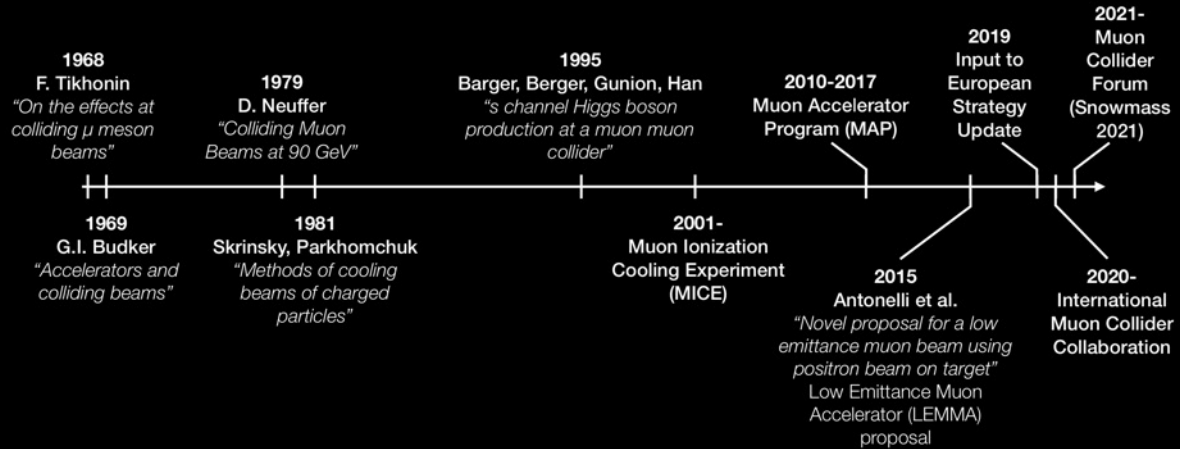 1968
F. Tikhonin
“On the effects at
colliding μ meson
beams”
1979
D. Neuffer
“Colliding Muon
Beams at 90 GeV”
1995
Barger, Berger, Gunion, Han
“s channel Higgs boson
production at a muon muon
collider”
2010-2017
Muon Accelerator
Program (MAP)
2019
Input to
European
Strategy
Update
2021-
Muon
Collider
Forum
(Snowmass
2021)
1969
G.I. Budker
“Accelerators and
colliding beams”
1981
Skrinsky, Parkhomchuk
“Methods of cooling
beams of charged
particles”
2001-
Muon Ionization
Cooling Experiment
(MICE)
2015
Antonelli et al.
“Novel proposal for a low
emittance muon beam using
positron beam on target”
Low Emittance Muon
Accelerator (LEMMA)
proposal
2020-
International
Muon Collider
Collaboration